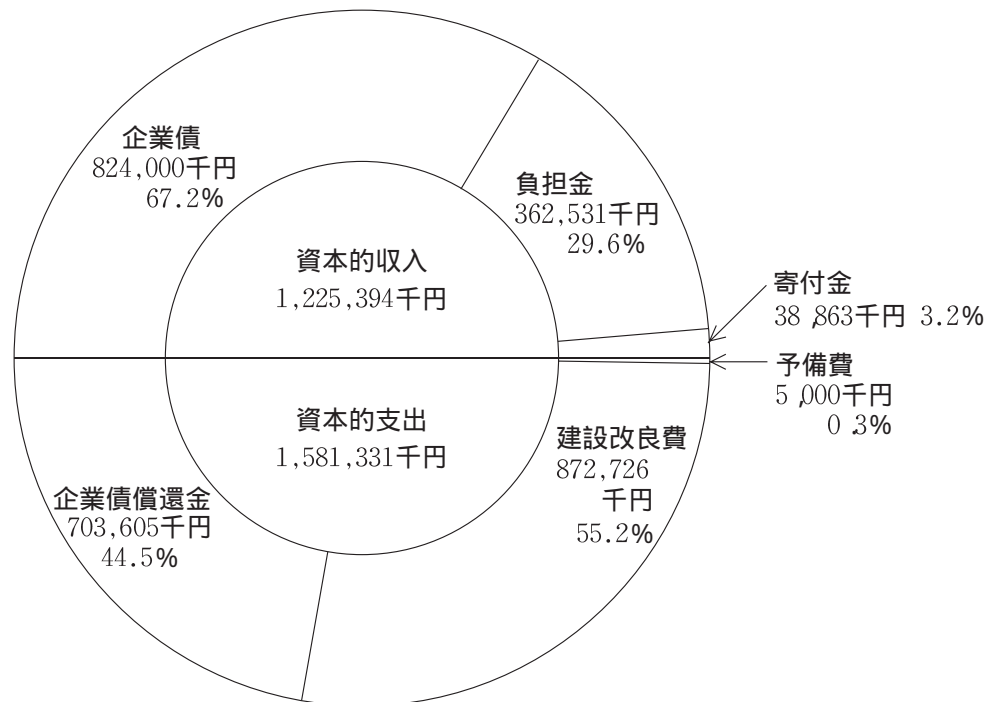 企業債
824,000千円
67.2%
負担金
362,531千円
29.6%
資本的収入
1,225,394千円
寄付金
38,863千円 3.2%
予備費
5,000千円
0.3%
資本的支出
1,581,331千円
建設改良費
872,726
千円
55.2%
企業債償還金
703,605千円
44.5%